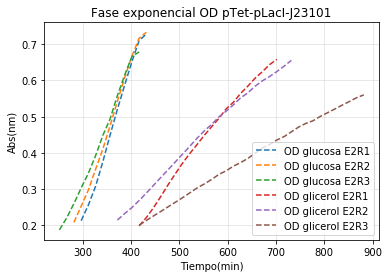 Fase exponencial OD pTet-pLacI-J23101
Abs(nm)
0.7
0.6
0.5
0.4
0.3
0.2
OD glucosa E2R1
OD glucosa E2R2
OD glucosa E2R3
OD glicerol E2R1
OD glicerol E2R2
OD glicerol E2R3
300 400 500 600 700 800 900
Tiempo(min)